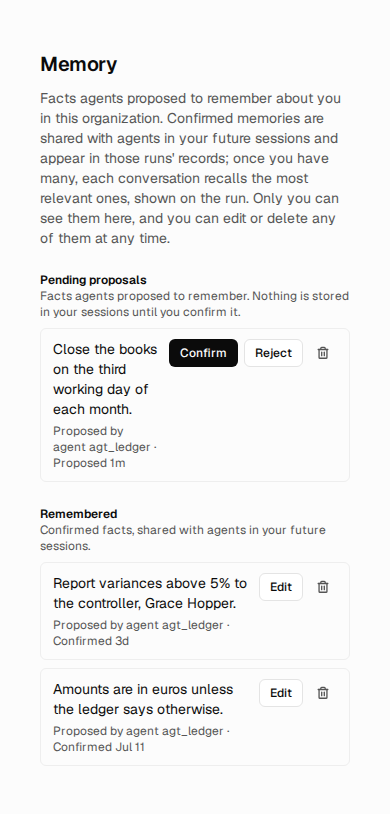 Memory
Facts agents proposed to remember about you
in this organization. Confirmed memories are
shared with agents in your future sessions and
appear in those runs' records; once you have
many, each conversation recalls the most
relevant ones, shown on the run. Only you can
see them here, and you can edit or delete any
of them at any time.
Pending proposals
Facts agents proposed to remember. Nothing is stored
in your sessions until you confirm it.
Close the books
on the third
working day of
each month.
Proposed by
agent agt_ledger ·
Proposed 1m
Confirm
Reject
Remembered
Confirmed facts, shared with agents in your future
sessions.
Report variances above 5% to
the controller, Grace Hopper.
Proposed by agent agt_ledger ·
Confirmed 3d
Edit
Amounts are in euros unless
the ledger says otherwise.
Proposed by agent agt_ledger ·
Confirmed Jul 11
Edit